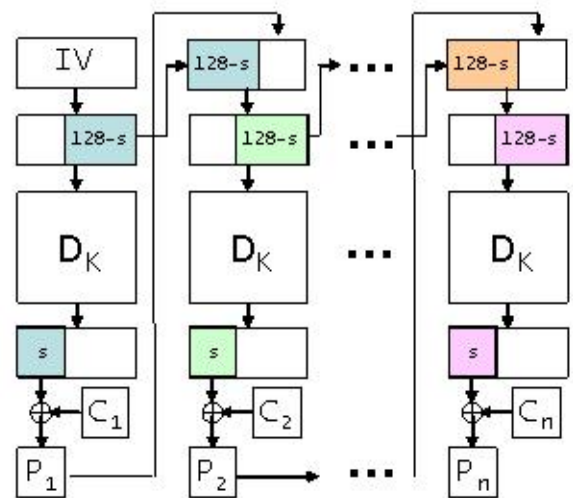 IV 128-s ... 128-s
128-s 128-s ... 128-s
D_K D_K ... D_K
s s s
C_1 C_2 C_n
P_1 P_2 ... P_n